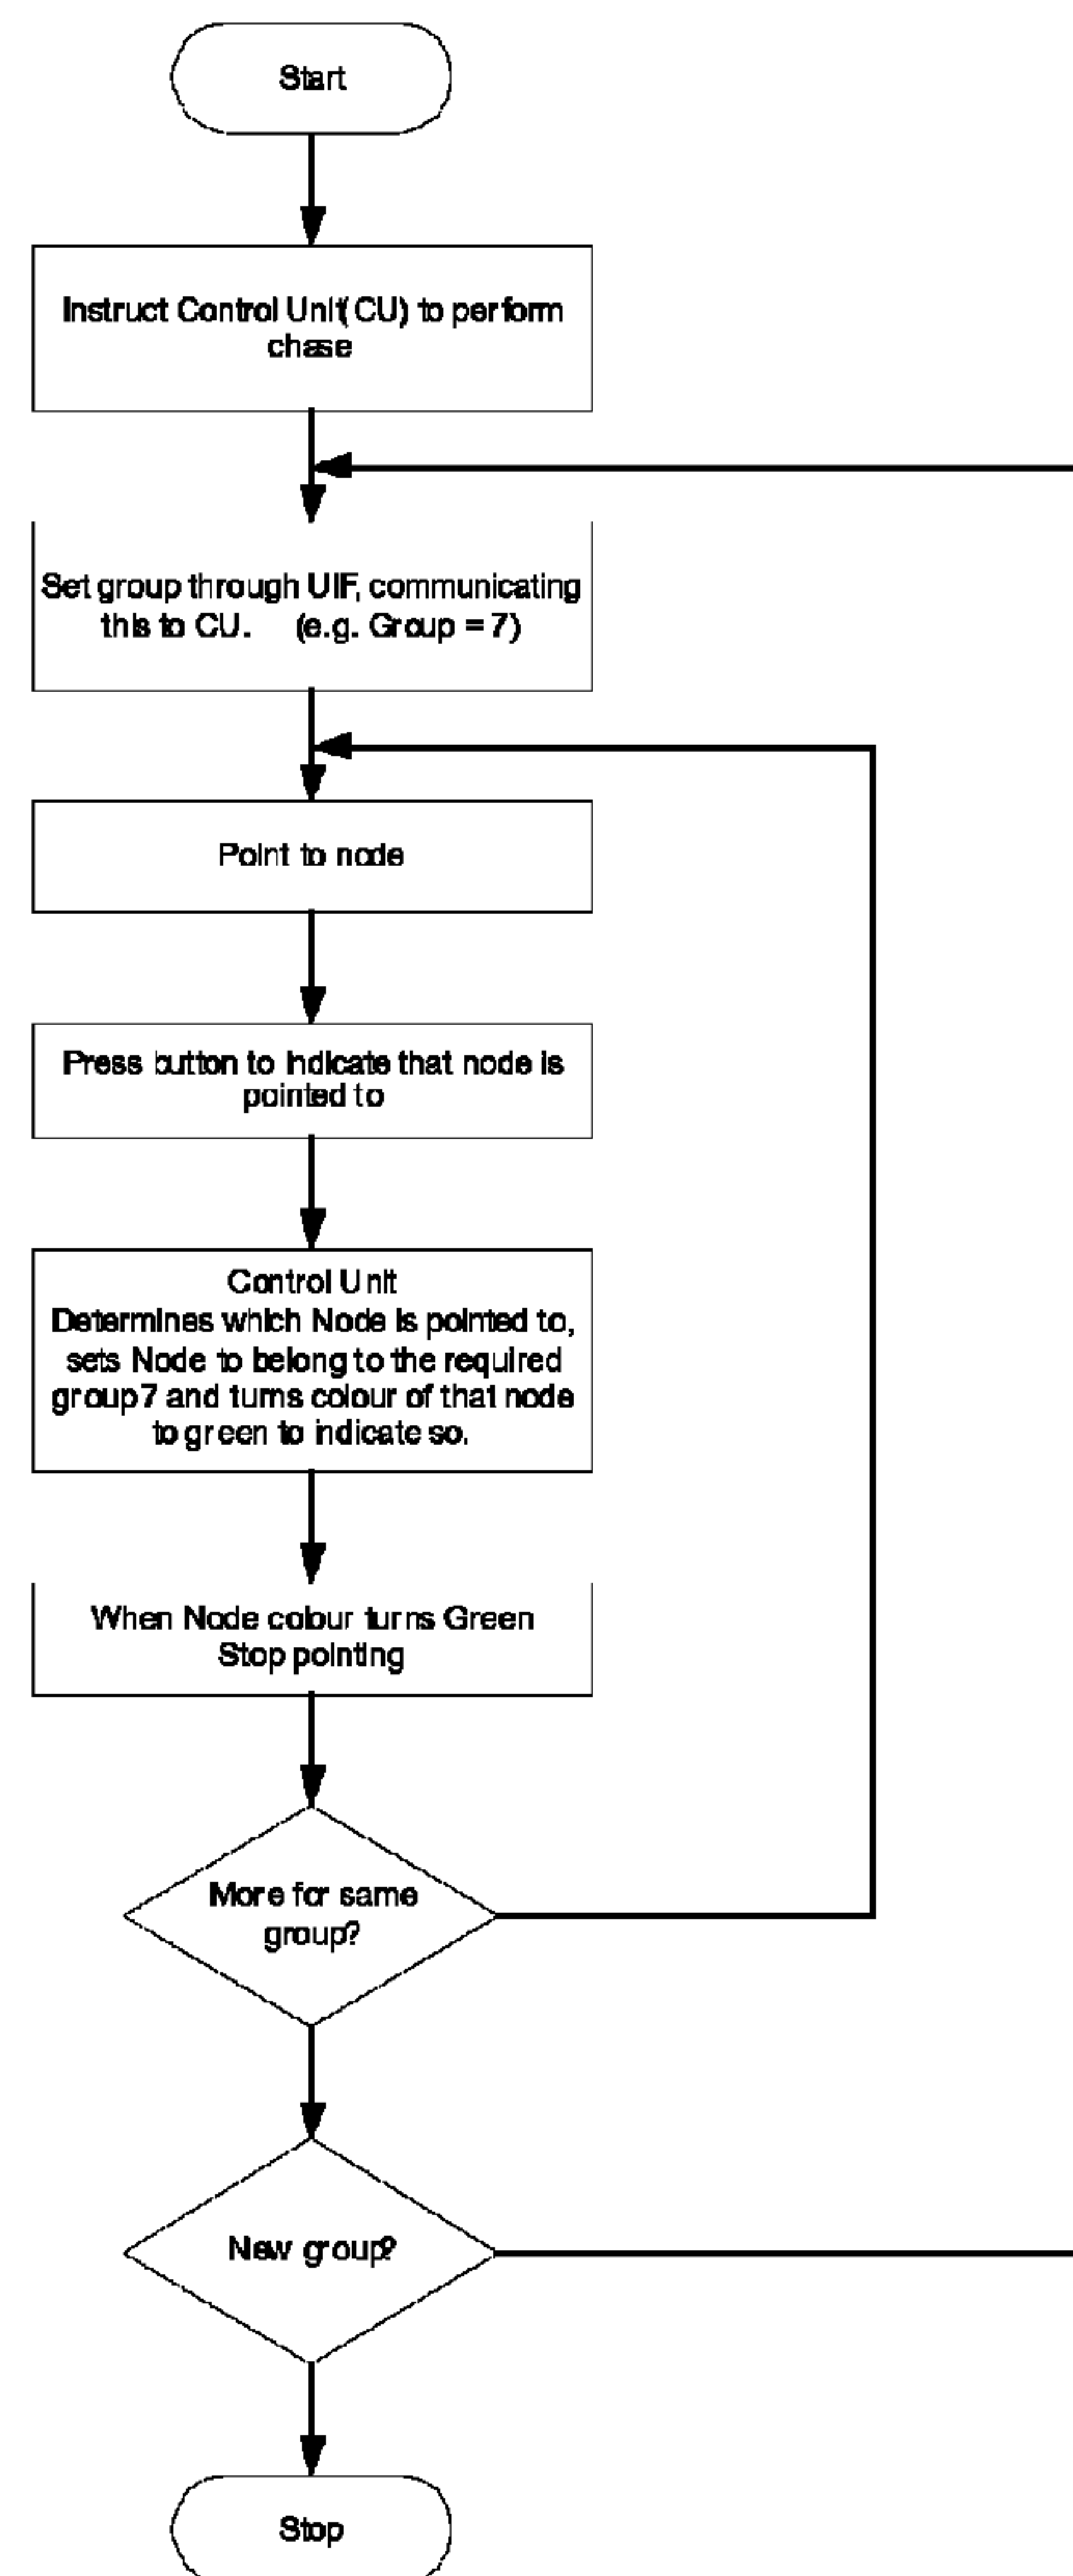 Start
Instruct Control Unit( CU) to perform
chase
Set group through UIF, communicating
this to CU. (e.g. Group = 7)
Point to node
Press button to indicate that node is
pointed to
Control Unit
Determines which Node is pointed to,
sets Node to belong to the required
group7 and turns colour of that node
to green to indicate so.
When Node colour turns Green
Stop pointing
More for same
group?
New group?
Stop